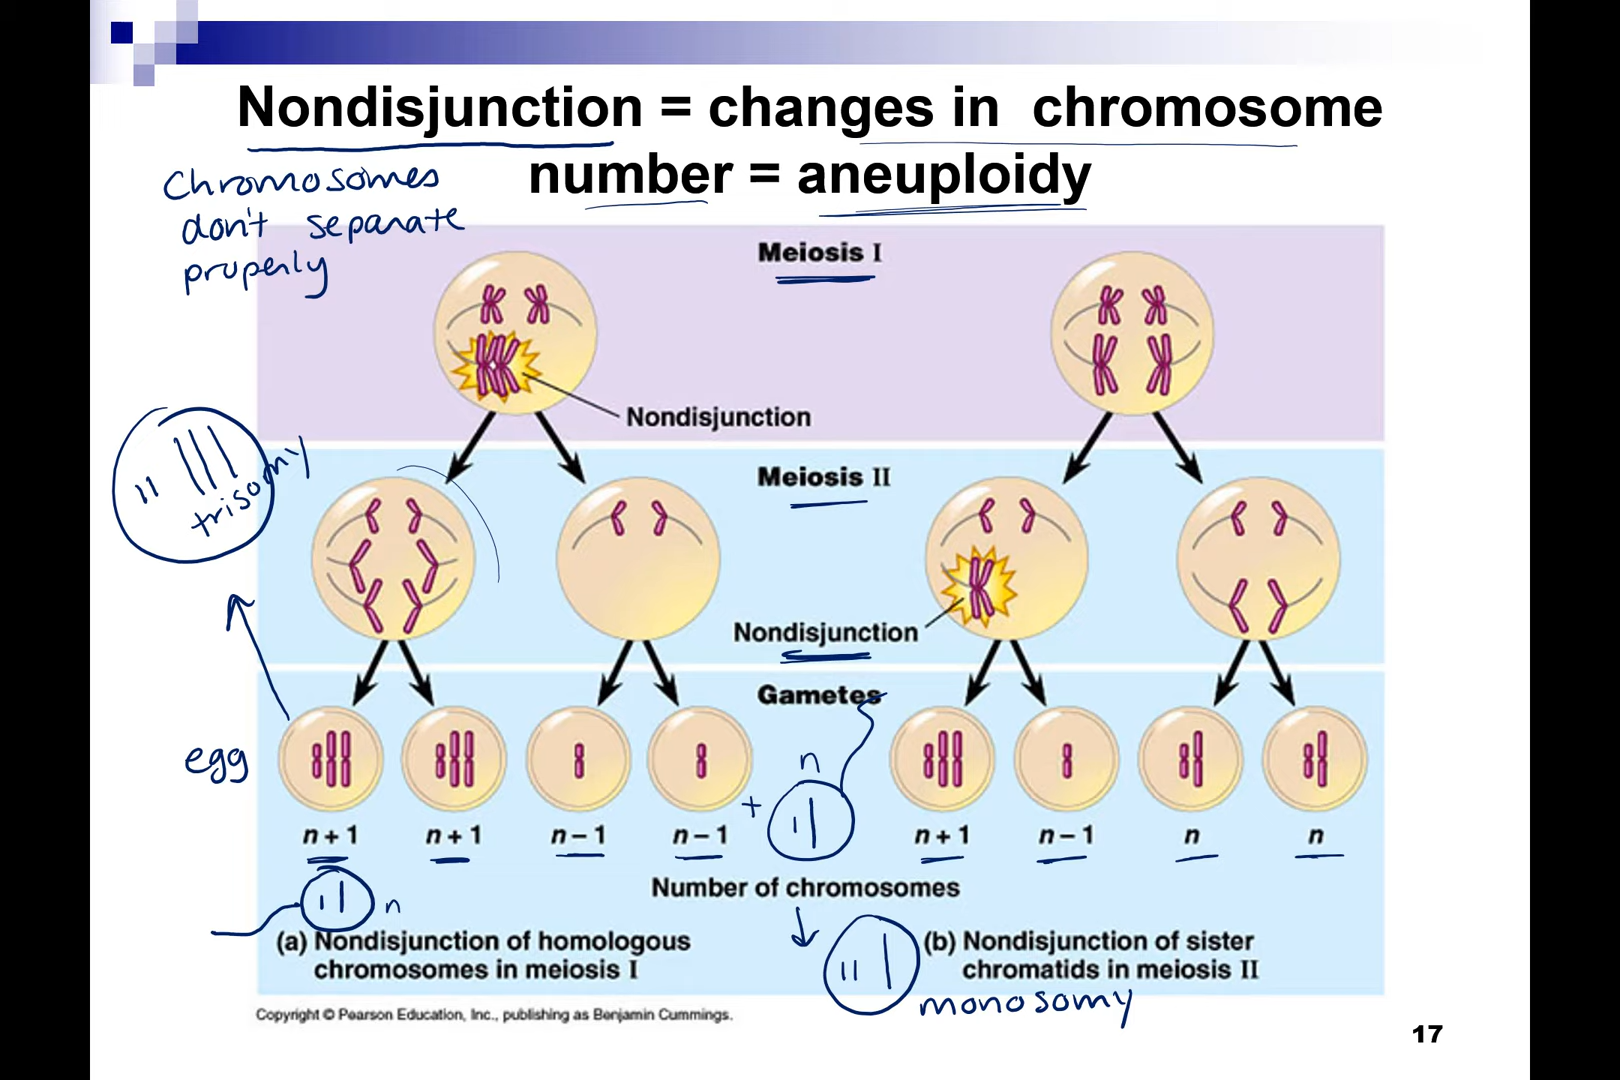 Nondisjunction = changes in chromosome
number = aneuploidy
Chromosomes
don't separate
properly
Meiosis I
Nondisjunction
trisomy
Meiosis II
Nondisjunction
Gametes
egg
n
+
n + 1
n + 1
n – 1
n – 1
n + 1
n – 1
n
n
n
Number of chromosomes
(a) Nondisjunction of homologous
chromosomes in meiosis I
(b) Nondisjunction of sister
chromatids in meiosis II
monosomy
Copyright © Pearson Education, Inc., publishing as Benjamin Cummings.
17